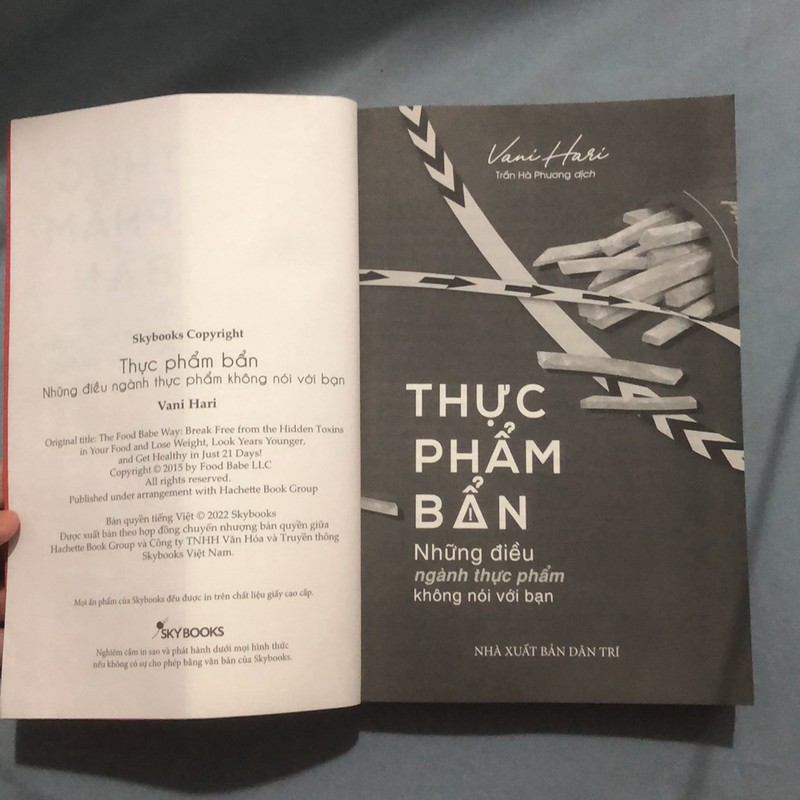 Skybooks Copyright
Thực phẩm bẩn
Những điều ngành thực phẩm không nói với bạn
Vani Hari
Original title: The Food Babe Way: Break Free from the Hidden Toxins
in Your Food and Lose Weight, Look Years Younger,
and Get Healthy in Just 21 Days!
Copyright © 2015 by Food Babe LLC
All rights reserved.
Published under arrangement with Hachette Book Group
Bản quyền tiếng Việt © 2022 Skybooks
Được xuất bản theo hợp đồng chuyển nhượng bản quyền giữa
Hachette Book Group và Công ty TNHH Văn Hóa và Truyền thông
Skybooks Việt Nam.
Mọi ấn phẩm của Skybooks đều được in trên chất liệu giấy cao cấp.
SKYBOOKS
Nghiêm cấm in sao và phát hành dưới mọi hình thức
nếu không có sự cho phép bằng văn bản của Skybooks.
Vani Hari
Trần Hà Phương dịch
THỰC
PHẨM
BẨN
Những điều
ngành thực phẩm
không nói với bạn
NHÀ XUẤT BẢN DÂN TRÍ